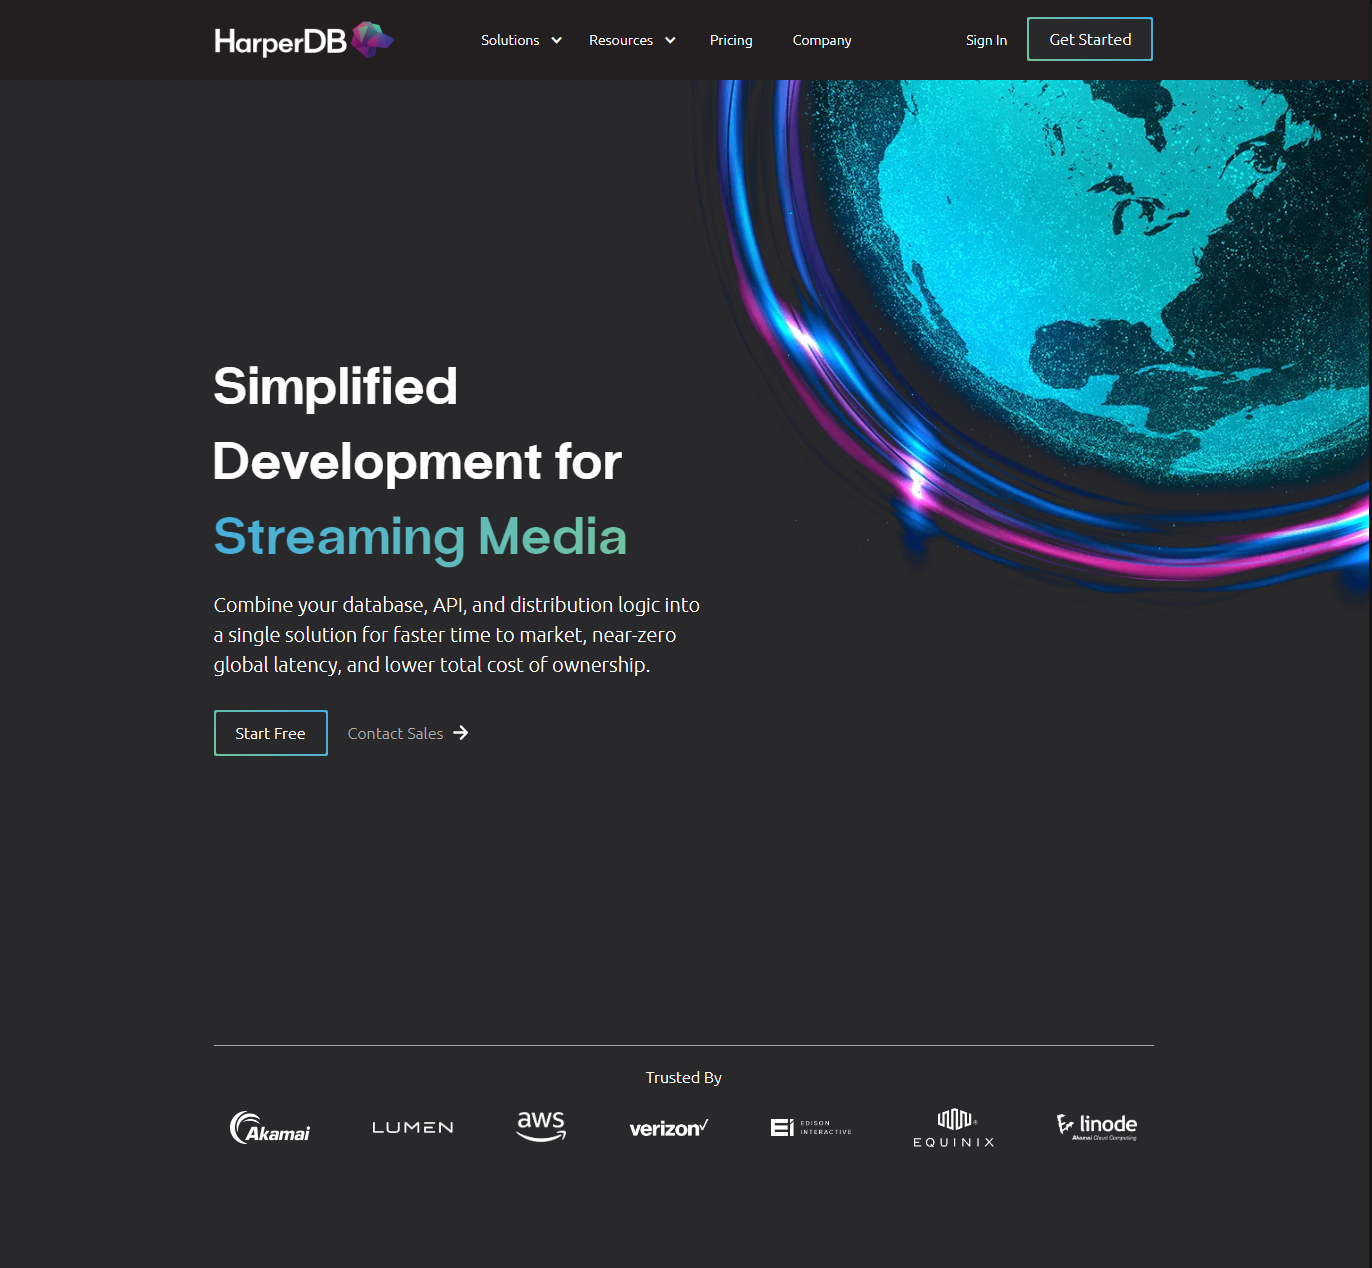 HarperDB
Solutions
Resources
Pricing
Company
Sign In
Get Started
Simplified
Development for
Streaming Media
Combine your database, API, and distribution logic into
a single solution for faster time to market, near-zero
global latency, and lower total cost of ownership.
Start Free
Contact Sales
Trusted By
Akamai
LUMEN
aws
verizon✓
EI EDISON
INTERACTIVE
EQUINIX
linode
Akamai Cloud Computing